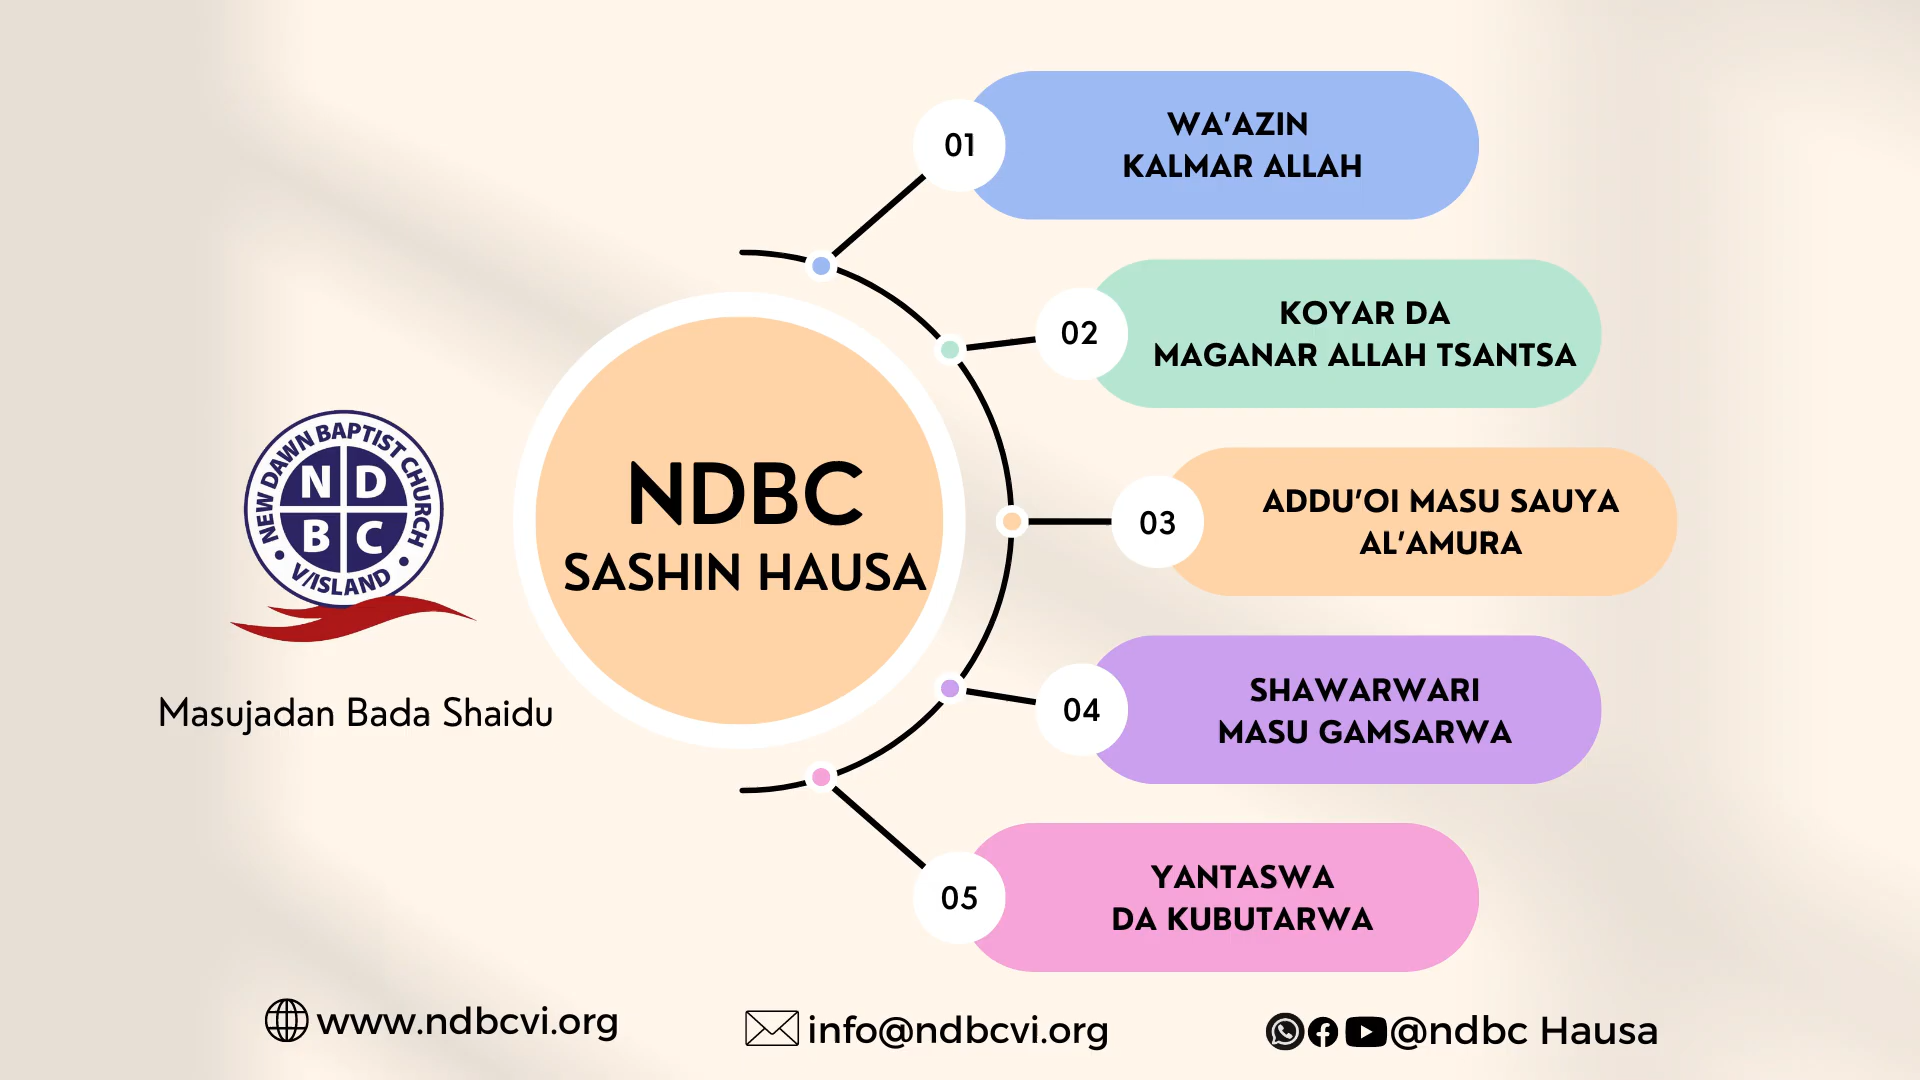 01
WA'AZIN
KALMAR ALLAH
02
KOYAR DA
MAGANAR ALLAH TSANTSA
03
ADDU'OI MASU SAUYA
AL'AMURA
04
SHAWARWARI
MASU GAMSARWA
05
YANTASWA
DA KUBUTARWA
NDBC
SASHIN HAUSA
NEW DAWN BAPTIST CHURCH
N D
B C
V/ISLAND
Masujadan Bada Shaidu
www.ndbcvi.org
info@ndbcvi.org
@ndbc Hausa